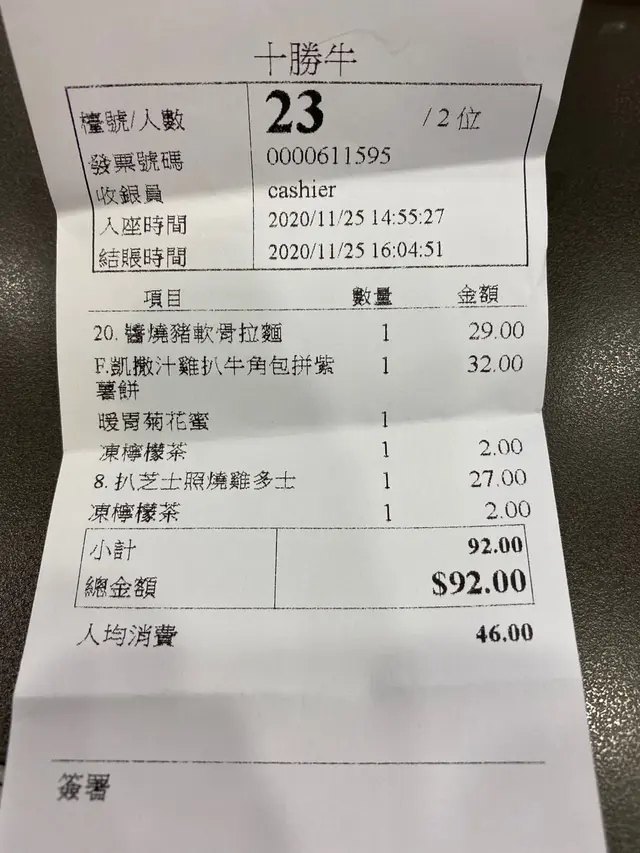 十勝牛
檯號/人數 23 /2 位
發票號碼 0000611595
收銀員 cashier
入座時間 2020/11/25 14:55:27
結賬時間 2020/11/25 16:04:51
項目 數量 金額
20. 醬燒豬軟骨拉麵 1 29.00
F.凱撒汁雞扒牛角包拼紫 1 32.00
薯餅
暖胃菊花蜜 1
凍檸檬茶 1 2.00
8. 扒芝士照燒雞多士 1 27.00
凍檸檬茶 1 2.00
小計 92.00
總金額 $92.00
人均消費 46.00
簽署